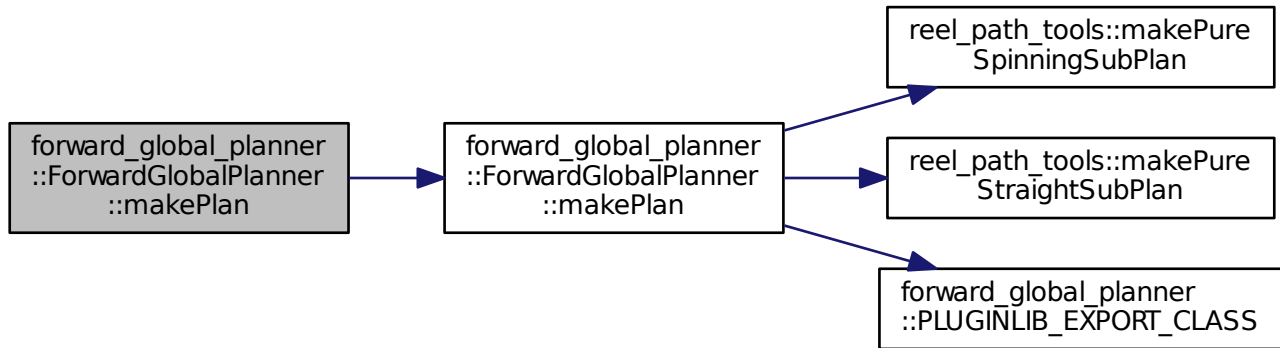 forward_global_planner
::ForwardGlobalPlanner
::makePlan
forward_global_planner
::ForwardGlobalPlanner
::makePlan
reel_path_tools::makePure
SpinningSubPlan
reel_path_tools::makePure
StraightSubPlan
forward_global_planner
::PLUGINLIB_EXPORT_CLASS